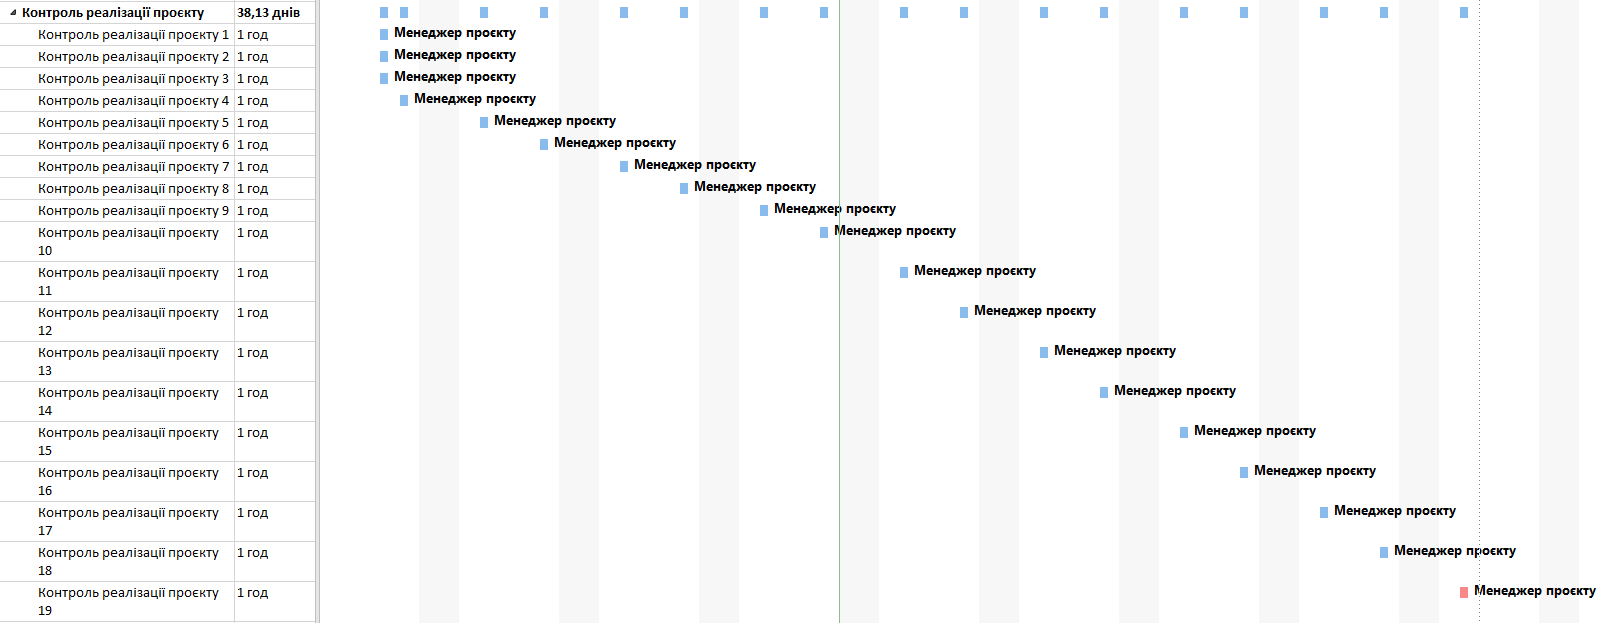 Контроль реалізації проєкту 38,13 днів
Контроль реалізації проєкту 1 1 год Менеджер проєкту
Контроль реалізації проєкту 2 1 год Менеджер проєкту
Контроль реалізації проєкту 3 1 год Менеджер проєкту
Контроль реалізації проєкту 4 1 год Менеджер проєкту
Контроль реалізації проєкту 5 1 год Менеджер проєкту
Контроль реалізації проєкту 6 1 год Менеджер проєкту
Контроль реалізації проєкту 7 1 год Менеджер проєкту
Контроль реалізації проєкту 8 1 год Менеджер проєкту
Контроль реалізації проєкту 9 1 год Менеджер проєкту
Контроль реалізації проєкту 1 год Менеджер проєкту
10
Контроль реалізації проєкту 1 год Менеджер проєкту
11
Контроль реалізації проєкту 1 год Менеджер проєкту
12
Контроль реалізації проєкту 1 год Менеджер проєкту
13
Контроль реалізації проєкту 1 год Менеджер проєкту
14
Контроль реалізації проєкту 1 год Менеджер проєкту
15
Контроль реалізації проєкту 1 год Менеджер проєкту
16
Контроль реалізації проєкту 1 год Менеджер проєкту
17
Контроль реалізації проєкту 1 год Менеджер проєкту
18
Контроль реалізації проєкту 1 год Менеджер проєкту
19